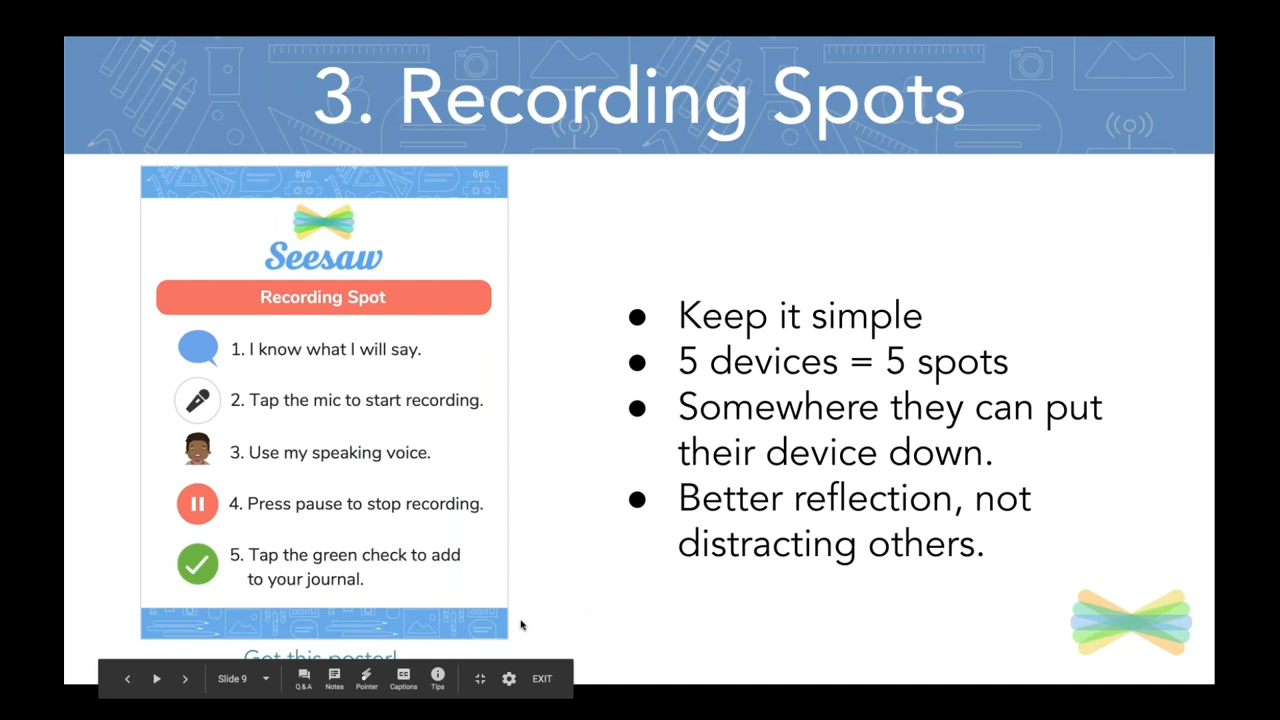 3. Recording Spots
Seesaw
Recording Spot
1. I know what I will say.
2. Tap the mic to start recording.
3. Use my speaking voice.
4. Press pause to stop recording.
5. Tap the green check to add
to your journal.
● Keep it simple
● 5 devices = 5 spots
● Somewhere they can put
their device down.
● Better reflection, not
distracting others.
Get this poster!
Slide 9
Q & A
Notes
Pointer
CC
Captions
Tips
EXIT